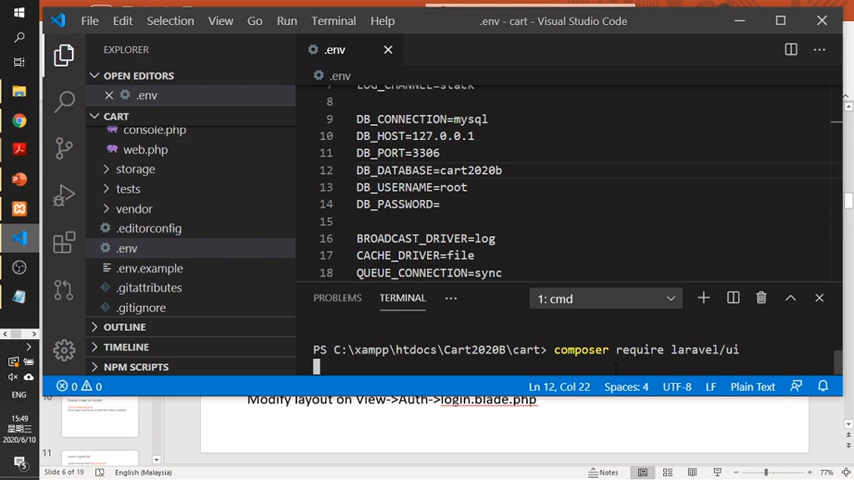 File Edit Selection View Go Run Terminal Help .env - cart - Visual Studio Code
EXPLORER
OPEN EDITORS
.env
CART
console.php
web.php
storage
tests
vendor
.editorconfig
.env
.env.example
.gitattributes
.gitignore
OUTLINE
TIMELINE
NPM SCRIPTS
.env
.env
7 LOG_CHANNEL=stack
8
9 DB_CONNECTION=mysql
10 DB_HOST=127.0.0.1
11 DB_PORT=3306
12 DB_DATABASE=cart2020b
13 DB_USERNAME=root
14 DB_PASSWORD=
15
16 BROADCAST_DRIVER=log
17 CACHE_DRIVER=file
18 QUEUE_CONNECTION=sync
PROBLEMS TERMINAL 1: cmd
PS C:\xampp\htdocs\Cart2020B\cart> composer require laravel/ui
0 0 Ln 12, Col 22 Spaces: 4 UTF-8 LF Plain Text
Modify layout on View->Auth->login.blade.php
10
11
Slide 6 of 19 English (Malaysia) Notes 77%
ENG
15:49
2020/6/10
5